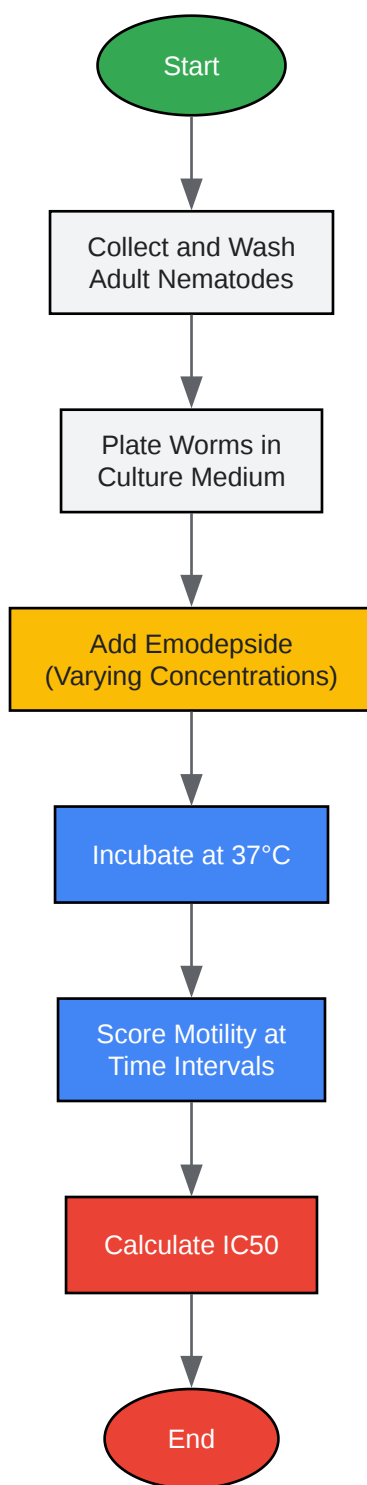 Start
Collect and Wash
Adult Nematodes
Plate Worms in
Culture Medium
Add Emodepside
(Varying Concentrations)
Incubate at 37°C
Score Motility at
Time Intervals
Calculate IC50
End